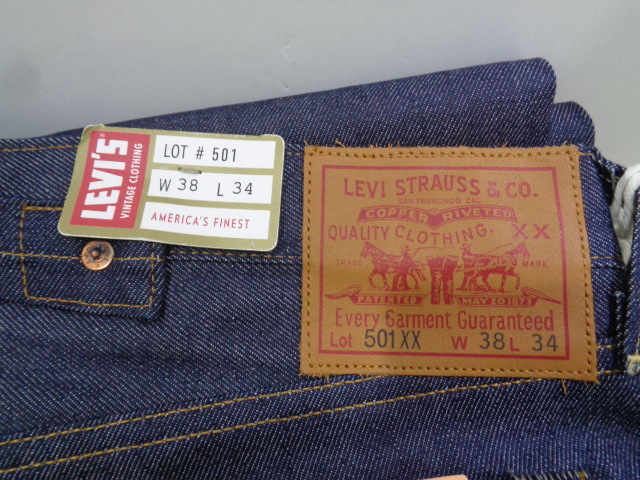 LEVI'S®
VINTAGE CLOTHING
LOT # 501
W 38 L 34
AMERICA'S FINEST
LEVI STRAUSS & CO.
SAN FRANCISCO, CAL.
COPPER RIVETED
QUALITY CLOTHING. XX
TRADE MARK
PATENTED MAY 20 1873
Every Garment Guaranteed
Lot 501XX W 38 L 34